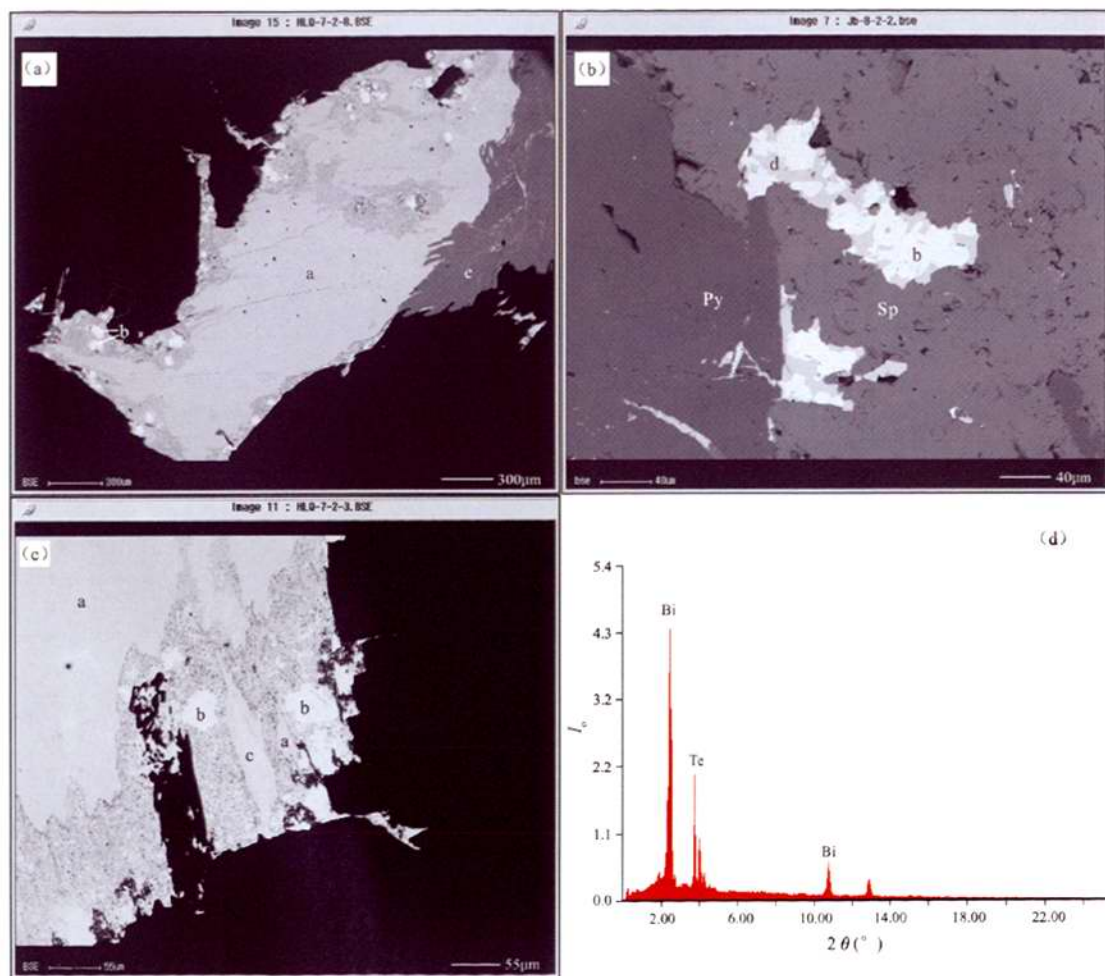 Image 15 : HLQ-7-2-8.BSE
(a)
a
b
e
BSE 300um
300μm
Image 7 : Jb-8-2-2.bse
(b)
d
b
Py
Sp
bse 40um
40μm
Image 11 : HLQ-7-2-3.BSE
(c)
a
b
b
c
a
BSE 55um
55μm
(d)
5.4
Bi
4.3
3.2
2.2
Te
1.1
Bi
0.0
2.00
6.00
10.00
14.00
18.00
22.00
2θ(°)